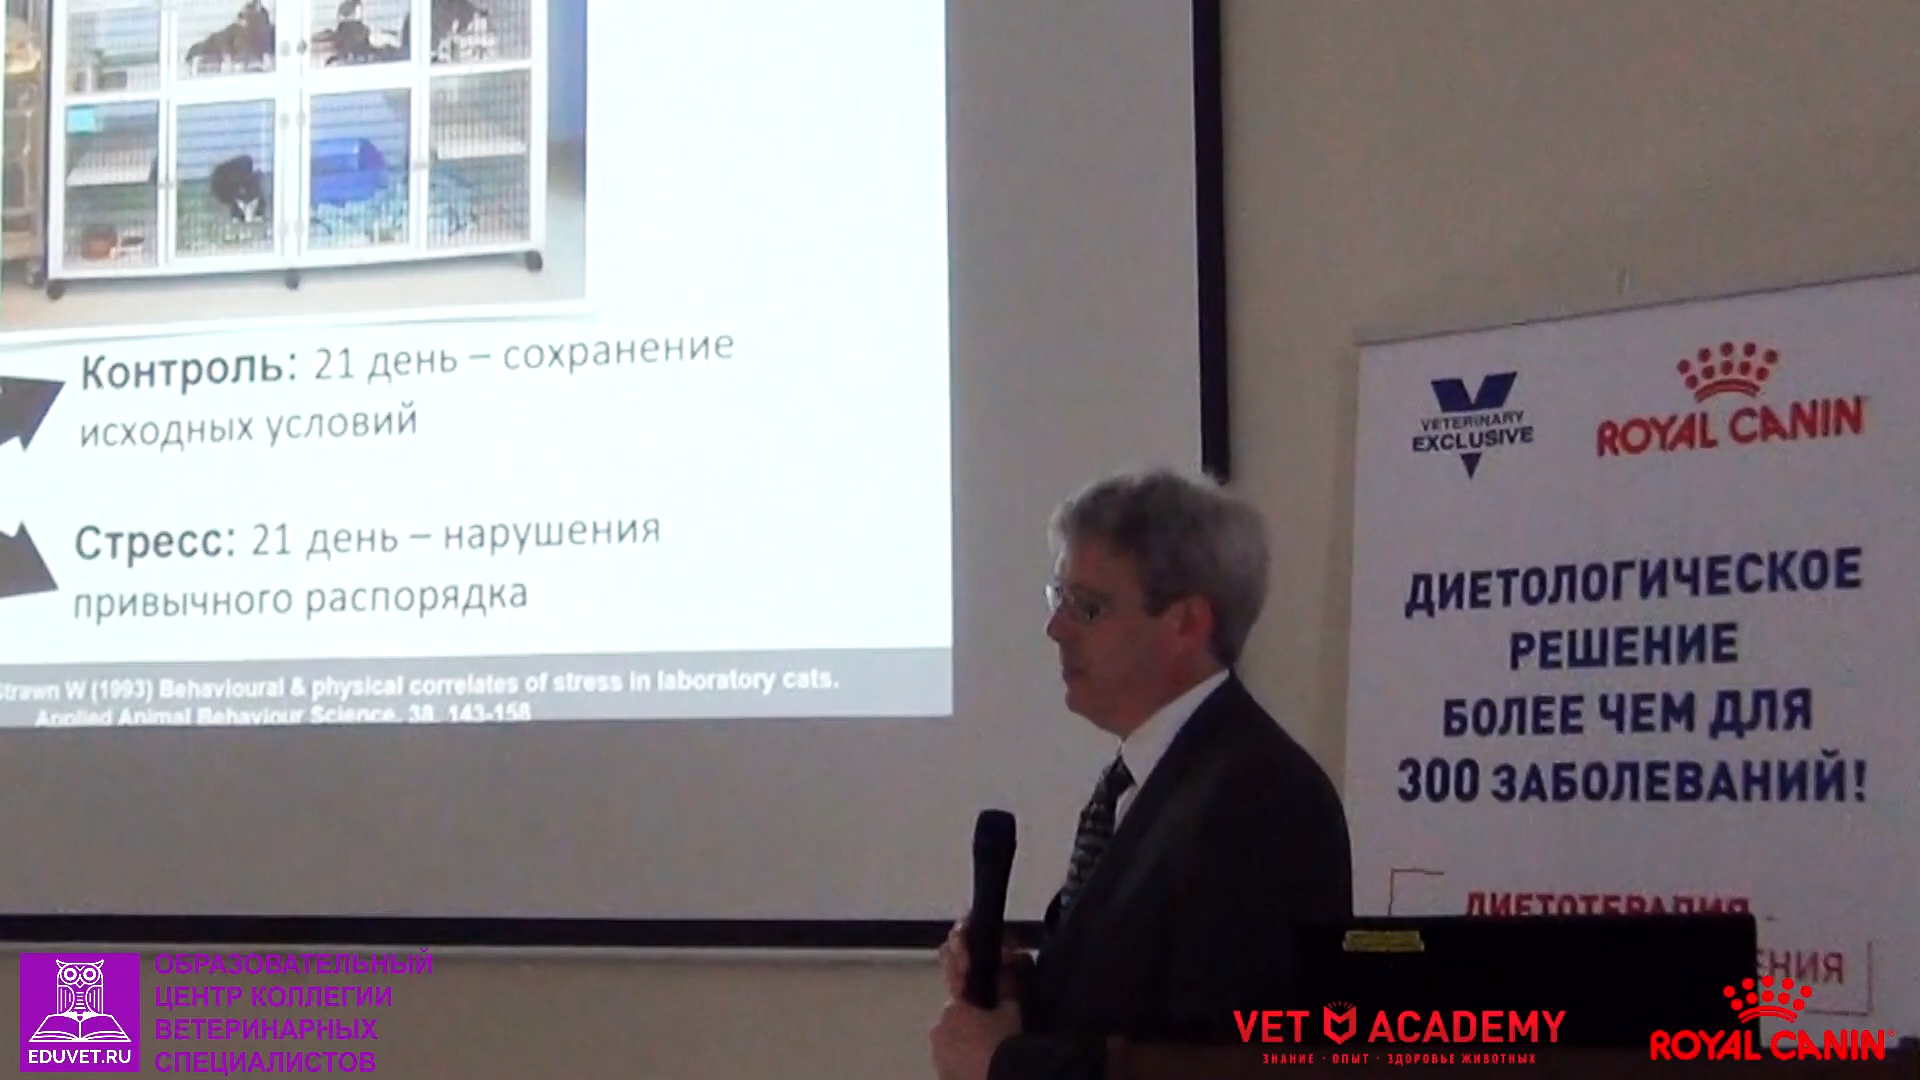 Контроль: 21 день – сохранение
исходных условий
Стресс: 21 день – нарушения
привычного распорядка
Strawn W (1993) Behavioural & physical correlates of stress in laboratory cats.
Applied Animal Behaviour Science, 38, 143-158
VETERINARY
EXCLUSIVE
ROYAL CANIN
ДИЕТОЛОГИЧЕСКОЕ
РЕШЕНИЕ
БОЛЕЕ ЧЕМ ДЛЯ
300 ЗАБОЛЕВАНИЙ!
ДИЕТОТЕРАПИЯ
ЕНИЯ
EDUVET.RU
ОБРАЗОВАТЕЛЬНЫЙ
ЦЕНТР КОЛЛЕГИИ
ВЕТЕРИНАРНЫХ
СПЕЦИАЛИСТОВ
VET ACADEMY
ЗНАНИЕ · ОПЫТ · ЗДОРОВЬЕ ЖИВОТНЫХ
ROYAL CANIN®